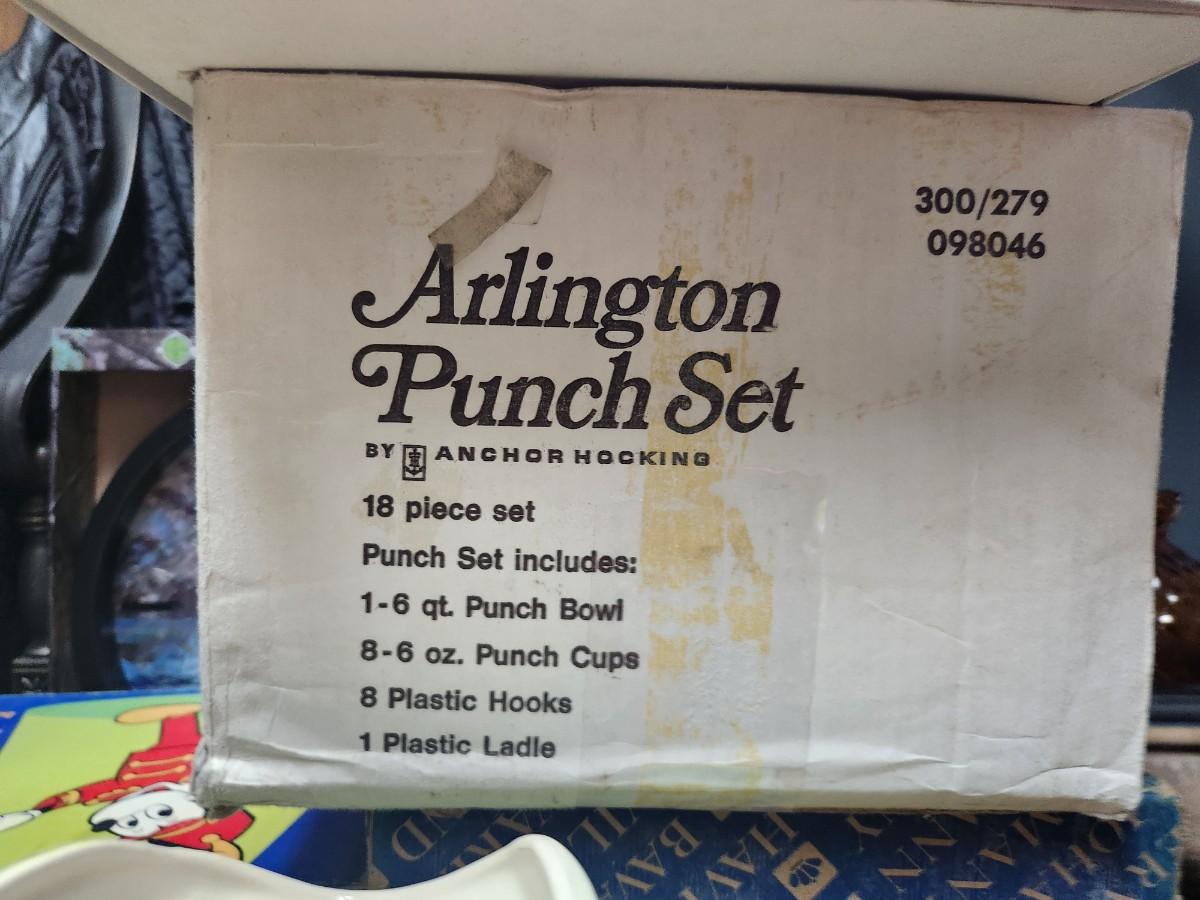 300/279
098046
Arlington
Punch Set
BY ANCHOR HOCKING
18 piece set
Punch Set includes:
1-6 qt. Punch Bowl
8-6 oz. Punch Cups
8 Plastic Hooks
1 Plastic Ladle